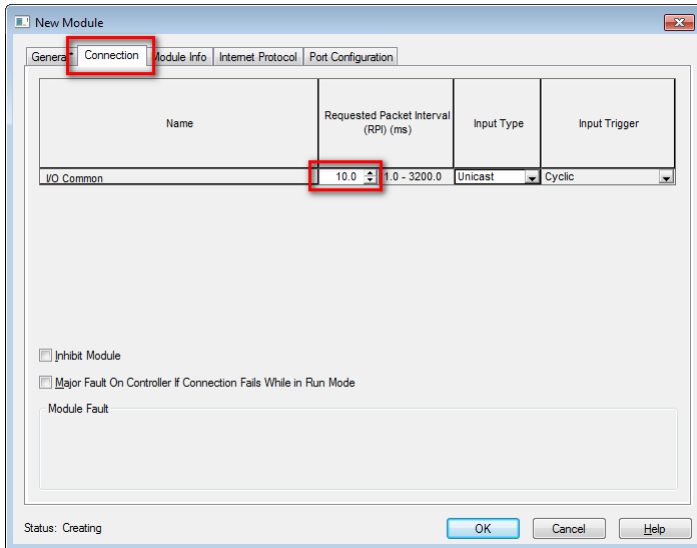 New Module
General* Connection Module Info Internet Protocol Port Configuration
Name Requested Packet Interval (RPI) (ms) Input Type Input Trigger
I/O Common 10.0 1.0 - 3200.0 Unicast Cyclic
Inhibit Module
Major Fault On Controller If Connection Fails While in Run Mode
Module Fault
Status: Creating OK Cancel Help